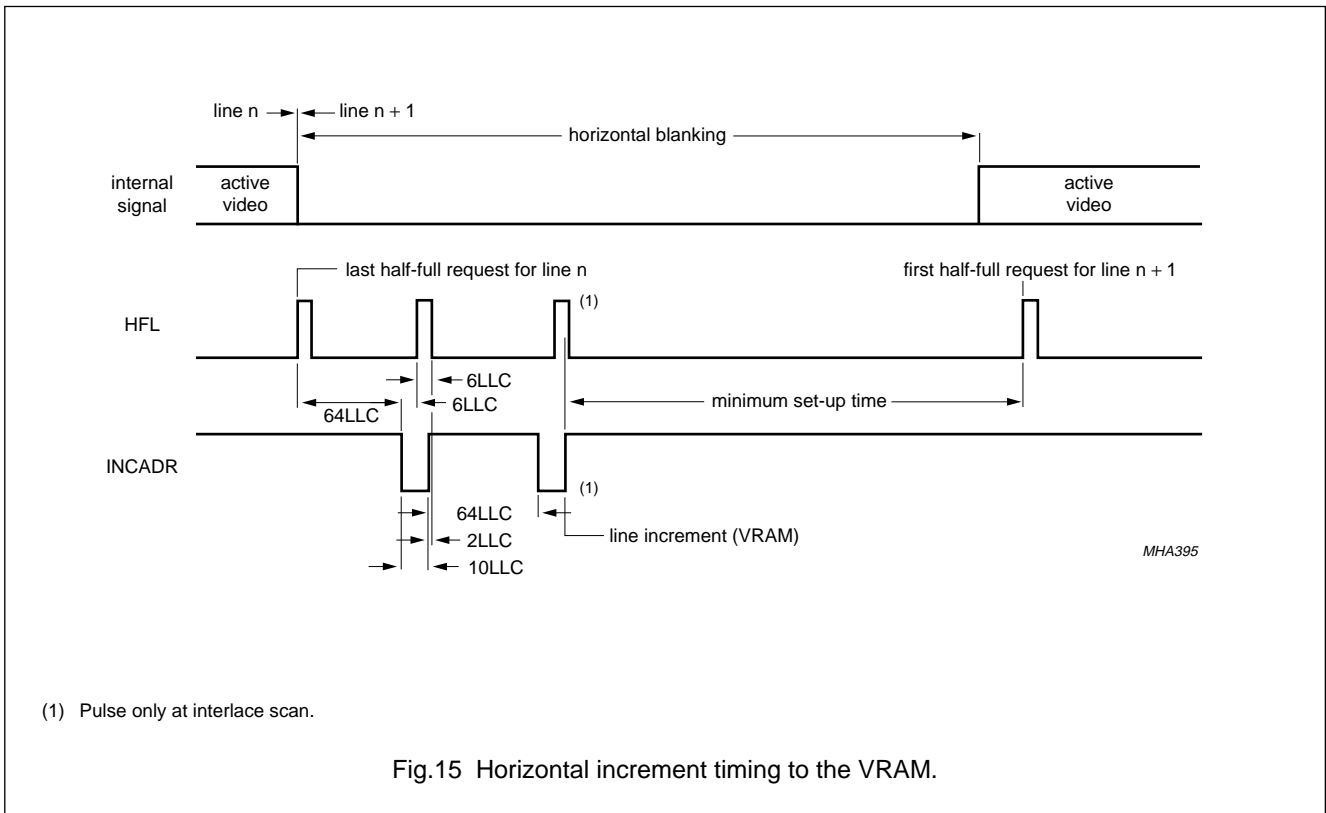 line n
line n + 1
horizontal blanking
internal
signal
active
video
active
video
last half-full request for line n
first half-full request for line n + 1
(1)
HFL
6LLC
6LLC
64LLC
minimum set-up time
INCADR
(1)
64LLC
2LLC
10LLC
line increment (VRAM)
MHA395
(1) Pulse only at interlace scan.
Fig.15 Horizontal increment timing to the VRAM.